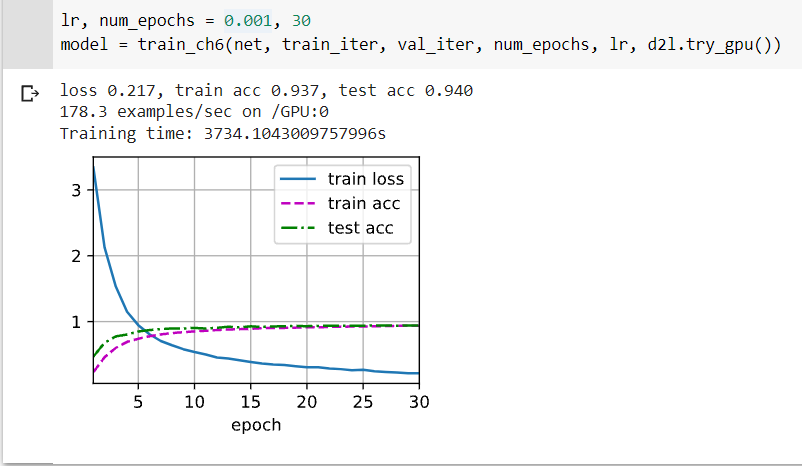 lr, num_epochs = 0.001, 30
model = train_ch6(net, train_iter, val_iter, num_epochs, lr, d2l.try_gpu())
loss 0.217, train acc 0.937, test acc 0.940
178.3 examples/sec on /GPU:0
Training time: 3734.1043009757996s
train loss
train acc
test acc
3
2
1
5 10 15 20 25 30
epoch